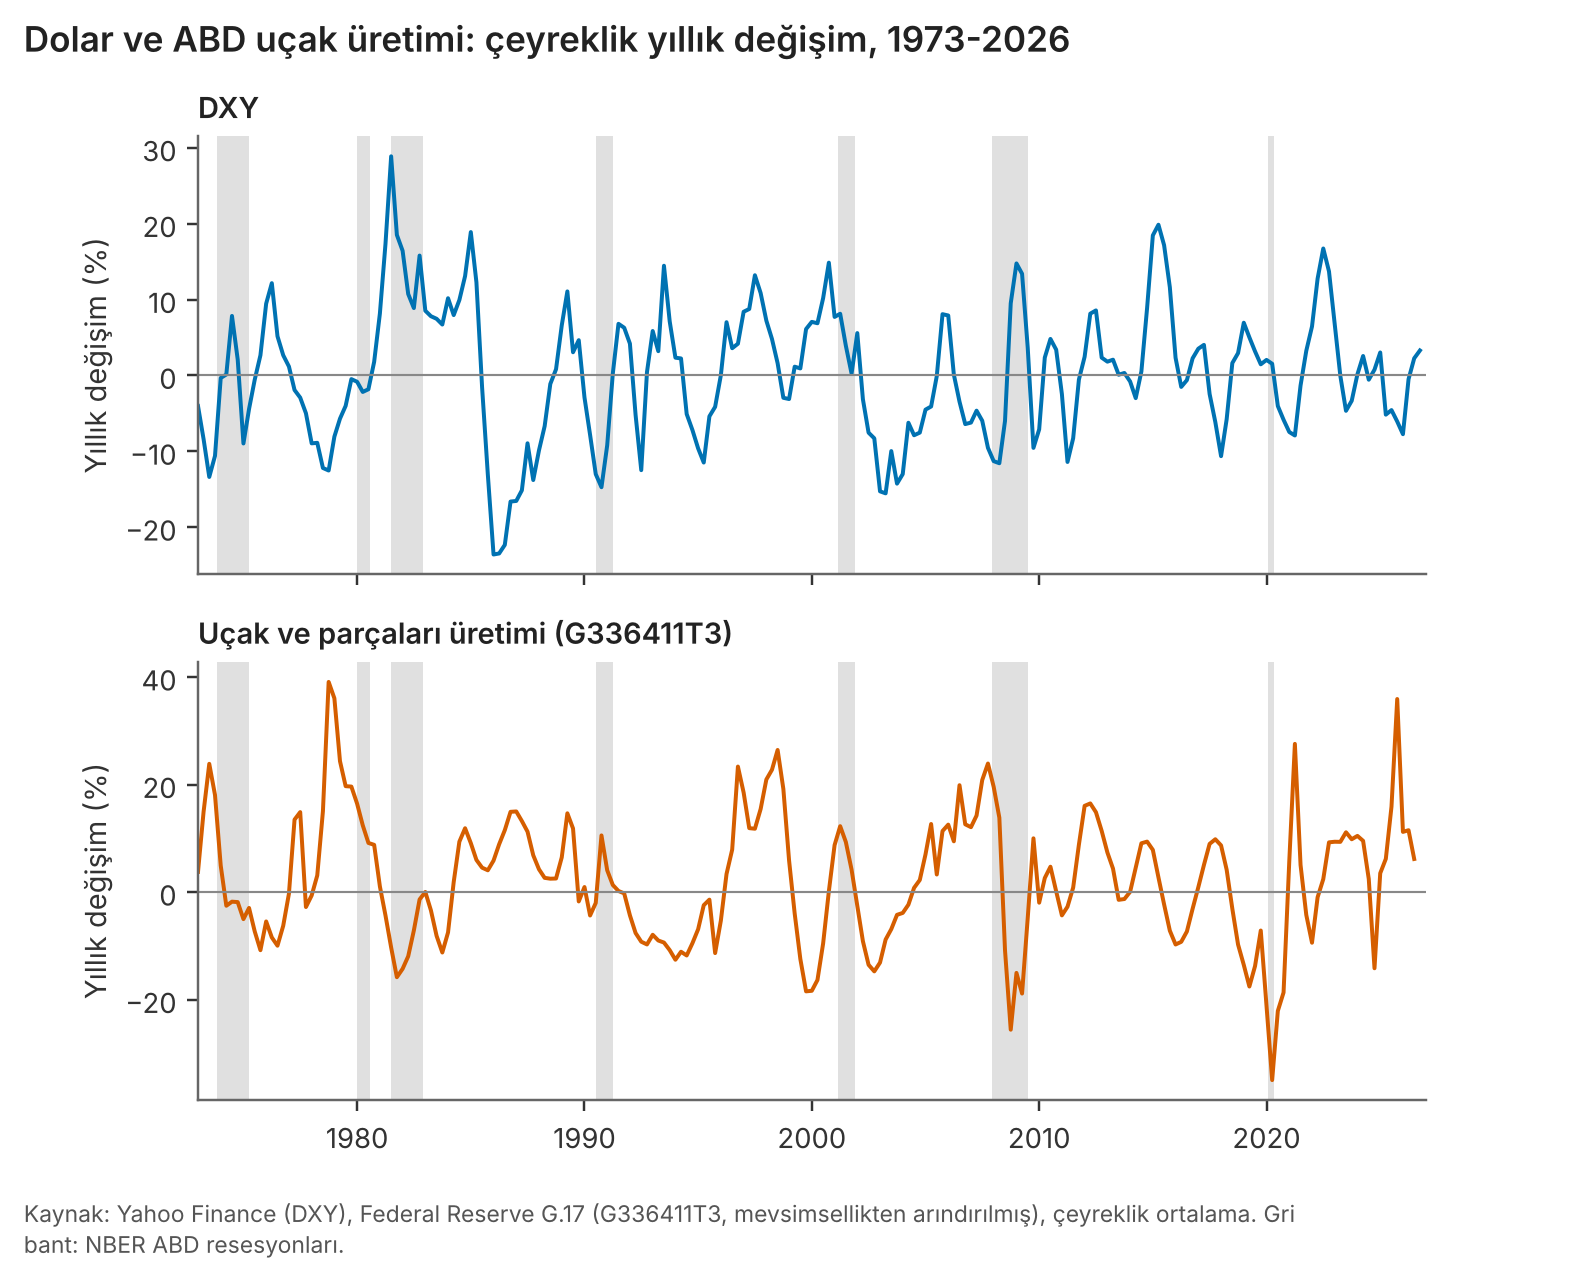 Dolar ve ABD uçak üretimi: çeyreklik yıllık değişim, 1973-2026
DXY
30
20
10
0
−10
−20
Yıllık değişim (%)
Uçak ve parçaları üretimi (G336411T3)
40
20
0
−20
Yıllık değişim (%)
1980 1990 2000 2010 2020
Kaynak: Yahoo Finance (DXY), Federal Reserve G.17 (G336411T3, mevsimsellikten arındırılmış), çeyreklik ortalama. Gri
bant: NBER ABD resesyonları.